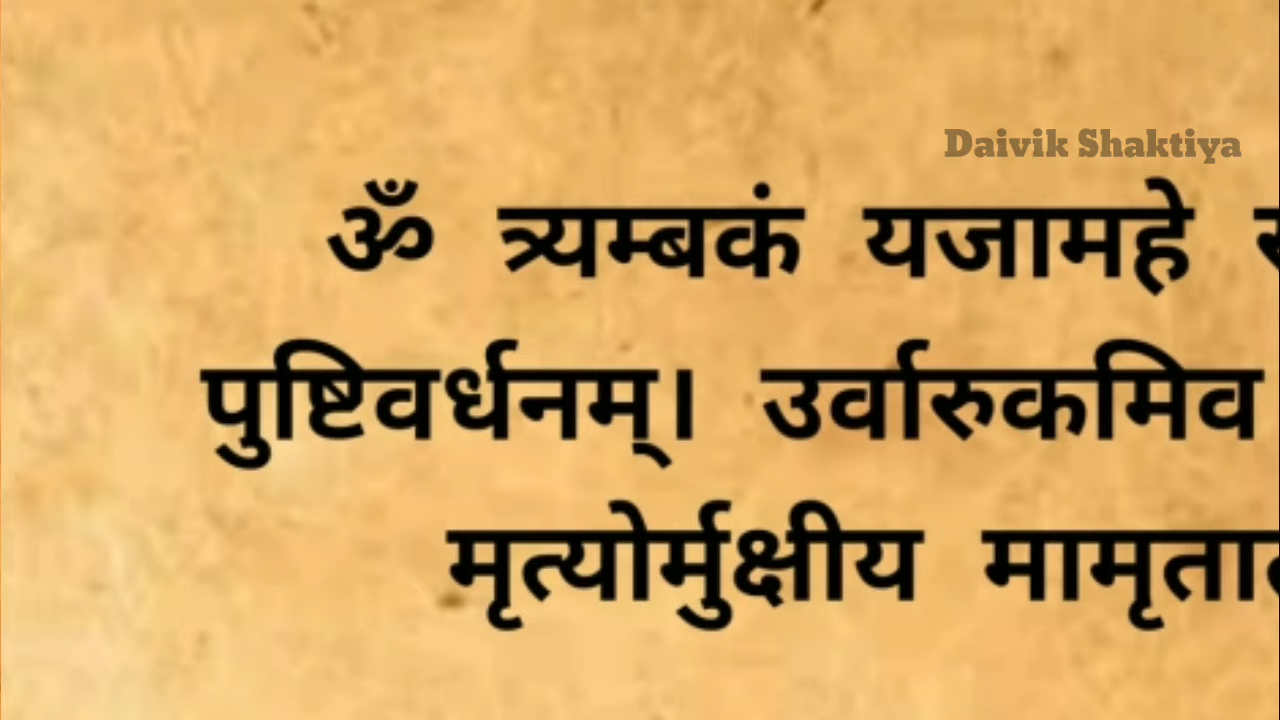 Daivik Shaktiya
ॐ त्र्यम्बकं यजामहे
पुष्टिवर्धनम्। उर्वारुकमिव
मृत्योर्मुक्षीय